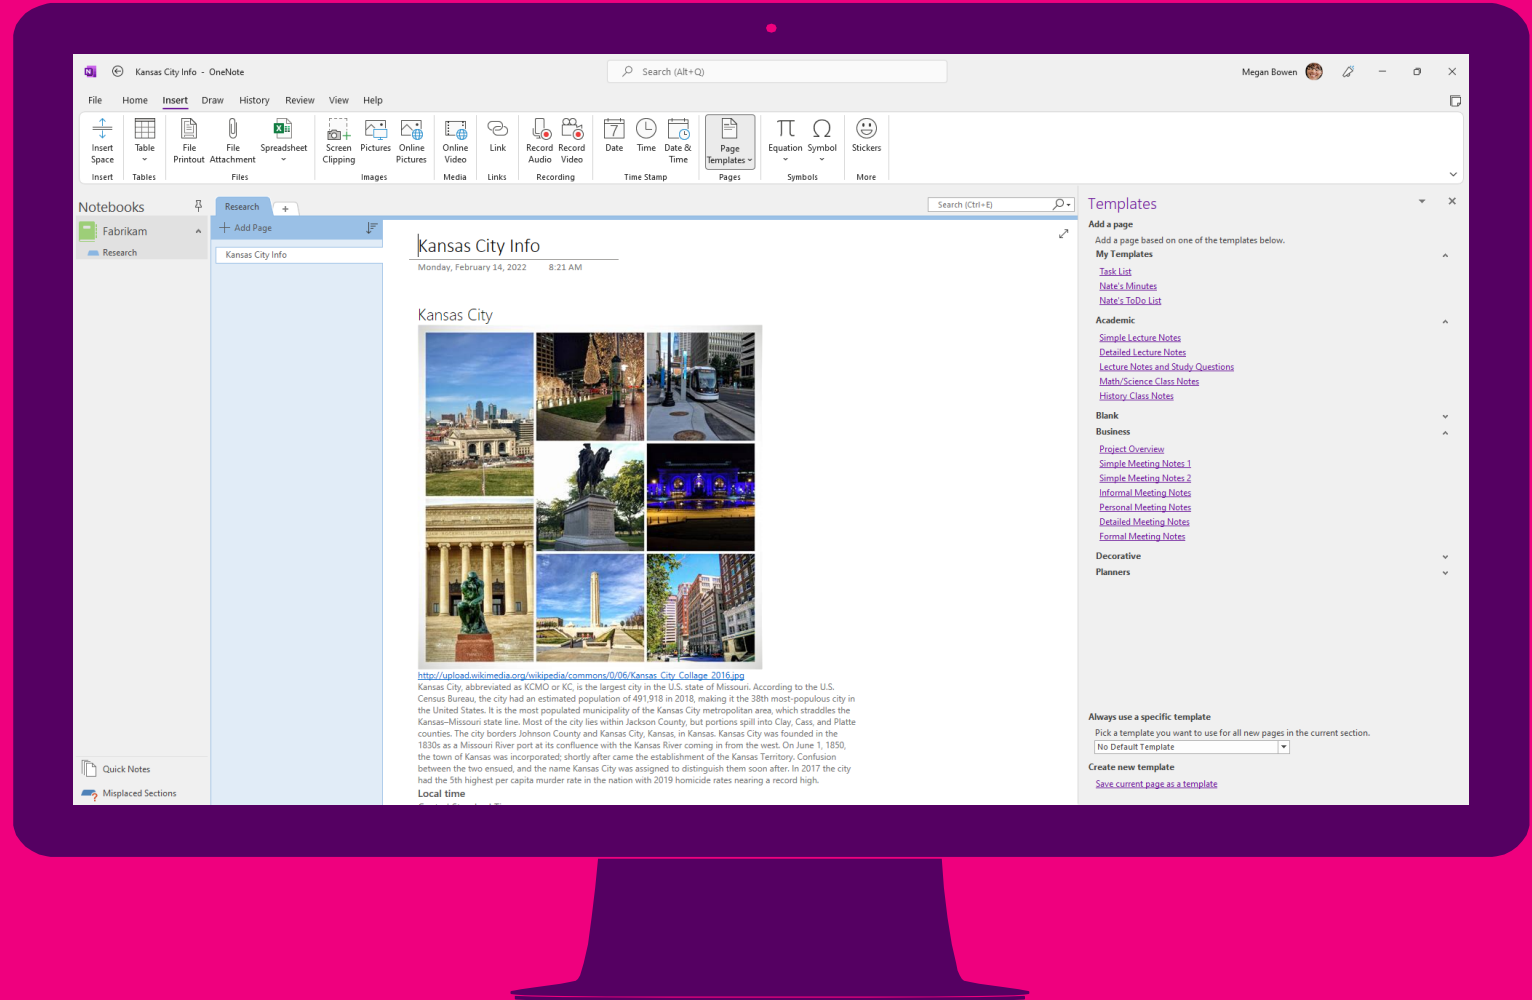 Kansas City Info - OneNote
Search (Alt+Q)
Megan Bowen
File Home Insert Draw History Review View Help
Insert Space
Table
File Printout
File Attachment
Spreadsheet
Screen Clipping
Pictures
Online Pictures
Online Video
Link
Record Audio
Record Video
7
Date
Time
Date & Time
Page Templates
Equation
Symbol
Stickers
Insert Tables Files Images Media Links Recording Time Stamp Pages Symbols More
Notebooks
Fabrikam
Research
Quick Notes
Misplaced Sections
Research
Search (Ctrl+E)
Add Page
Kansas City Info
Kansas City Info
Monday, February 14, 2022 8:21 AM
Kansas City
http://upload.wikimedia.org/wikipedia/commons/0/06/Kansas_City_Collage_2016.jpg
Kansas City, abbreviated as KCMO or KC, is the largest city in the U.S. state of Missouri. According to the U.S.
Census Bureau, the city had an estimated population of 491,918 in 2018, making it the 38th most-populous city in
the United States. It is the most populated municipality of the Kansas City metropolitan area, which straddles the
Kansas–Missouri state line. Most of the city lies within Jackson County, but portions spill into Clay, Cass, and Platte
counties. The city borders Johnson County and Kansas City, Kansas, in Kansas. Kansas City was founded in the
1830s as a Missouri River port at its confluence with the Kansas River coming in from the west. On June 1, 1850,
the town of Kansas was incorporated; shortly after came the establishment of the Kansas Territory. Confusion
between the two ensued, and the name Kansas City was assigned to distinguish them soon after. In 2017 the city
had the 5th highest per capita murder rate in the nation with 2019 homicide rates nearing a record high.
Local time
Templates
Add a page
Add a page based on one of the templates below.
My Templates
Task List
Nate's Minutes
Nate's ToDo List
Academic
Simple Lecture Notes
Detailed Lecture Notes
Lecture Notes and Study Questions
Math/Science Class Notes
History Class Notes
Blank
Business
Project Overview
Simple Meeting Notes 1
Simple Meeting Notes 2
Informal Meeting Notes
Personal Meeting Notes
Detailed Meeting Notes
Formal Meeting Notes
Decorative
Planners
Always use a specific template
Pick a template you want to use for all new pages in the current section.
No Default Template
Create new template
Save current page as a template